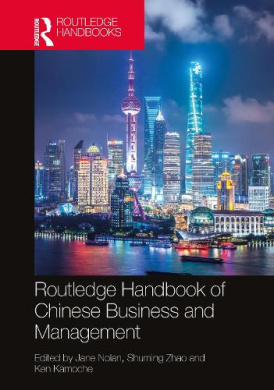 ROUTLEDGE
HANDBOOKS
Routledge Handbook of
Chinese Business and
Management
Edited by Jane Nolan, Shuming Zhao and
Ken Kamoche